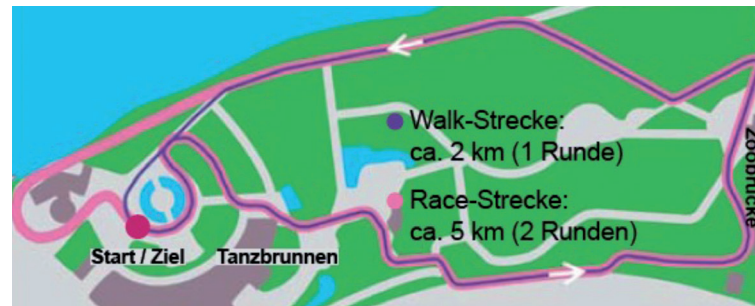 Walk-Strecke:
ca. 2 km (1 Runde)
Race-Strecke:
ca. 5 km (2 Runden)
Zoobrücke
Start / Ziel
Tanzbrunnen